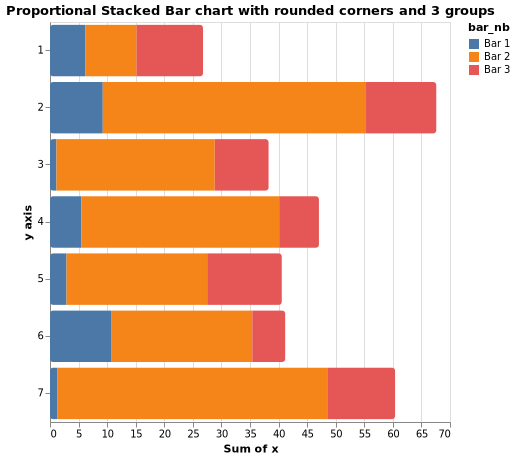 Proportional Stacked Bar chart with rounded corners and 3 groups
bar_nb
Bar 1
Bar 2
Bar 3
y axis
1
2
3
4
5
6
7
0 5 10 15 20 25 30 35 40 45 50 55 60 65 70
Sum of x